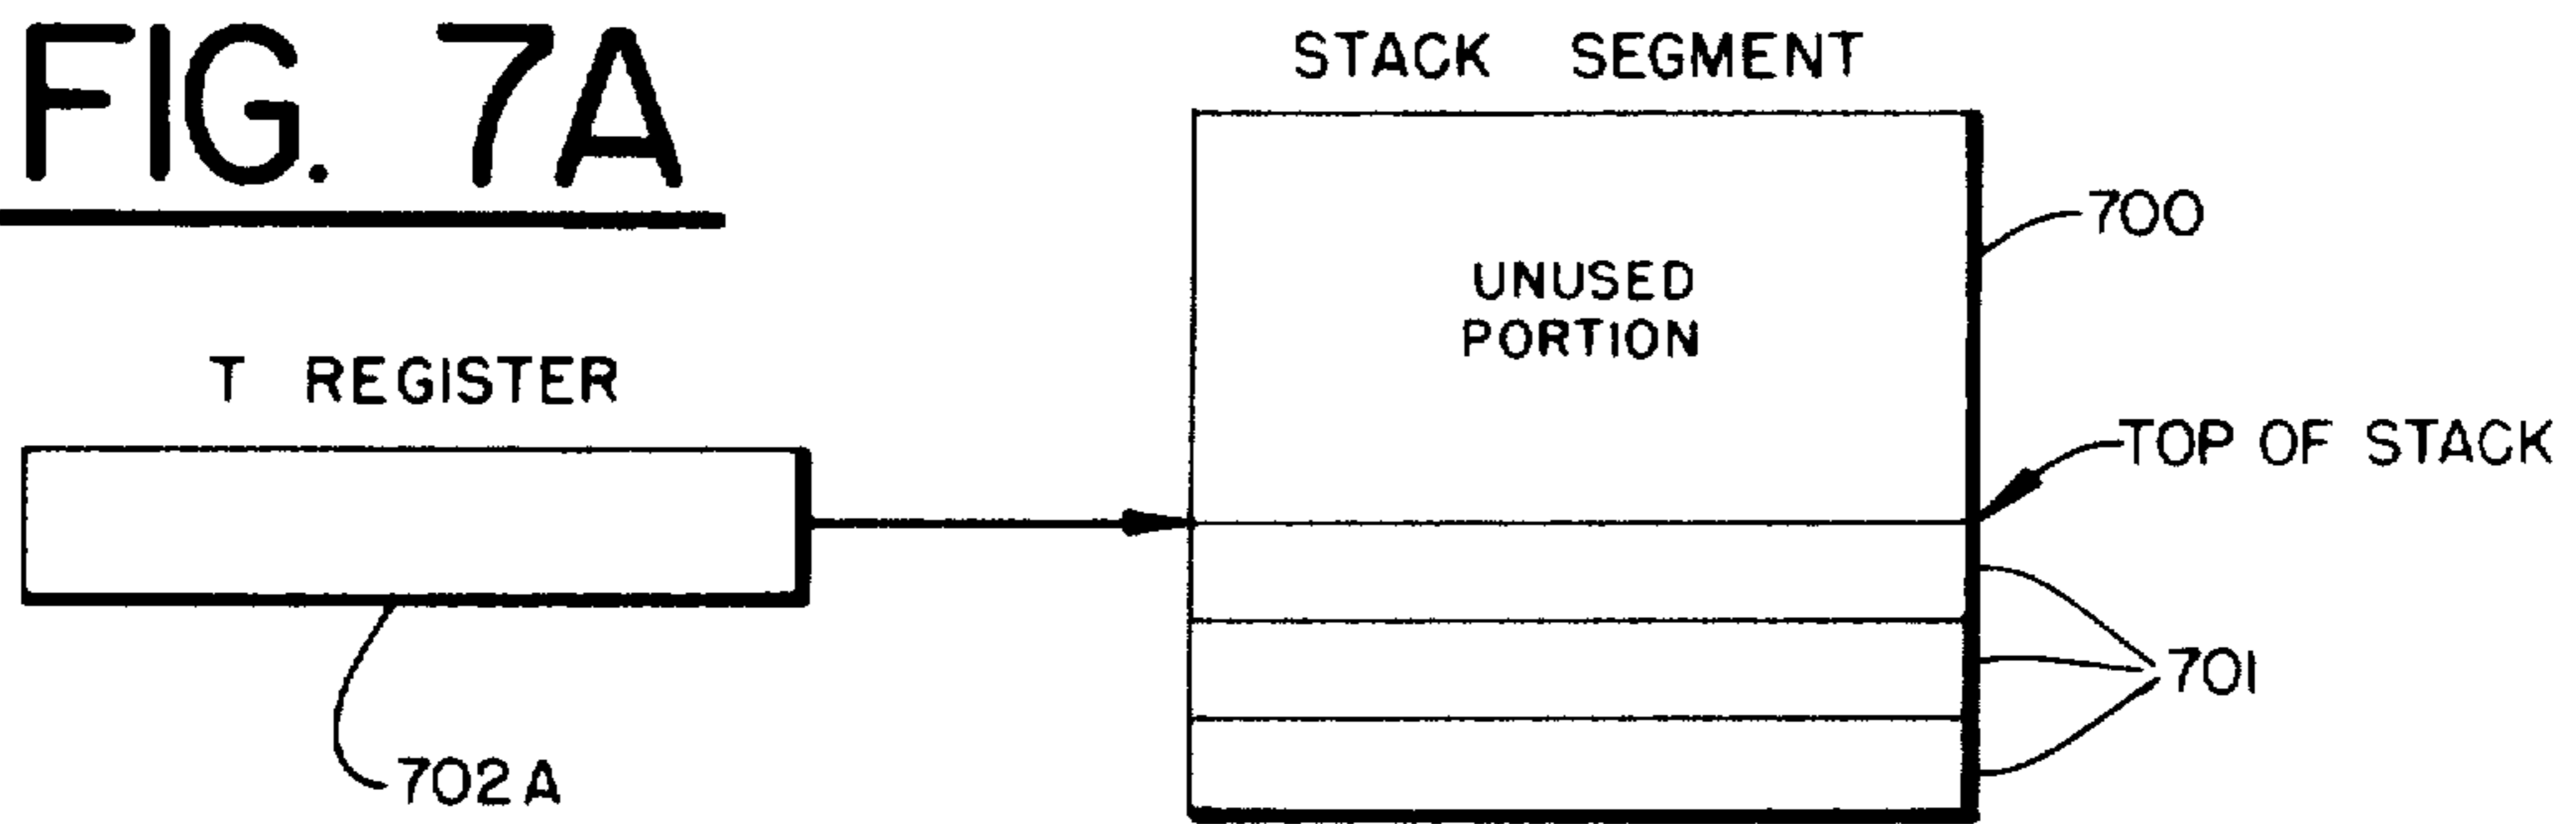 FIG. 7A
STACK SEGMENT
700
UNUSED
PORTION
T REGISTER
TOP OF STACK
701
702A